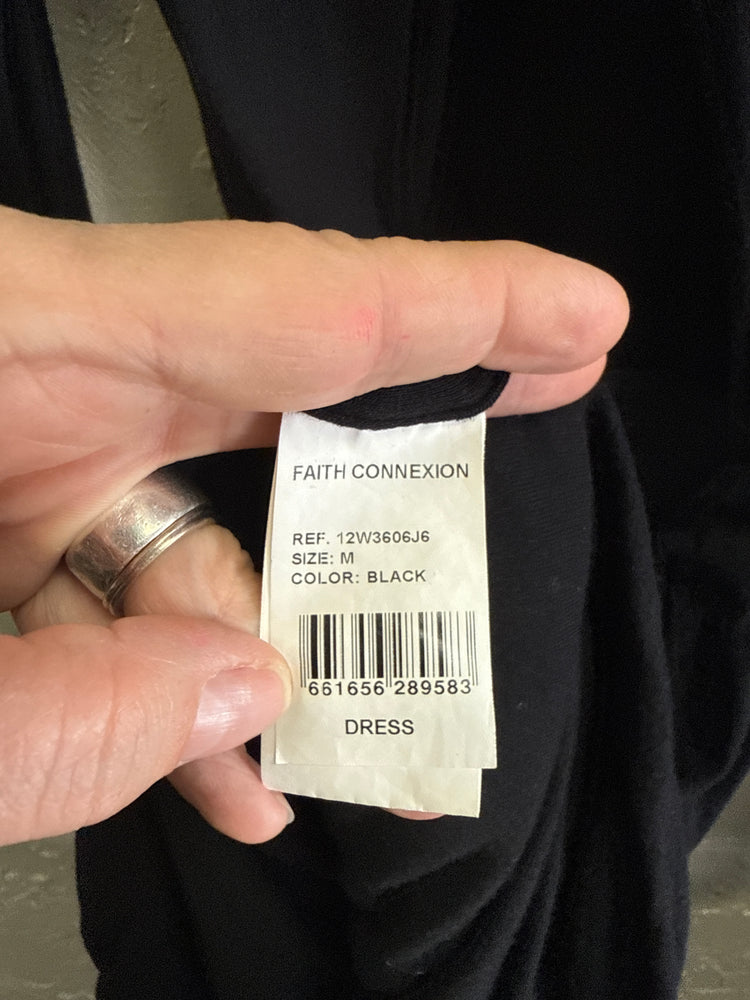 FAITH CONNEXION
REF. 12W3606J6
SIZE: M
COLOR: BLACK
661656 289583
DRESS